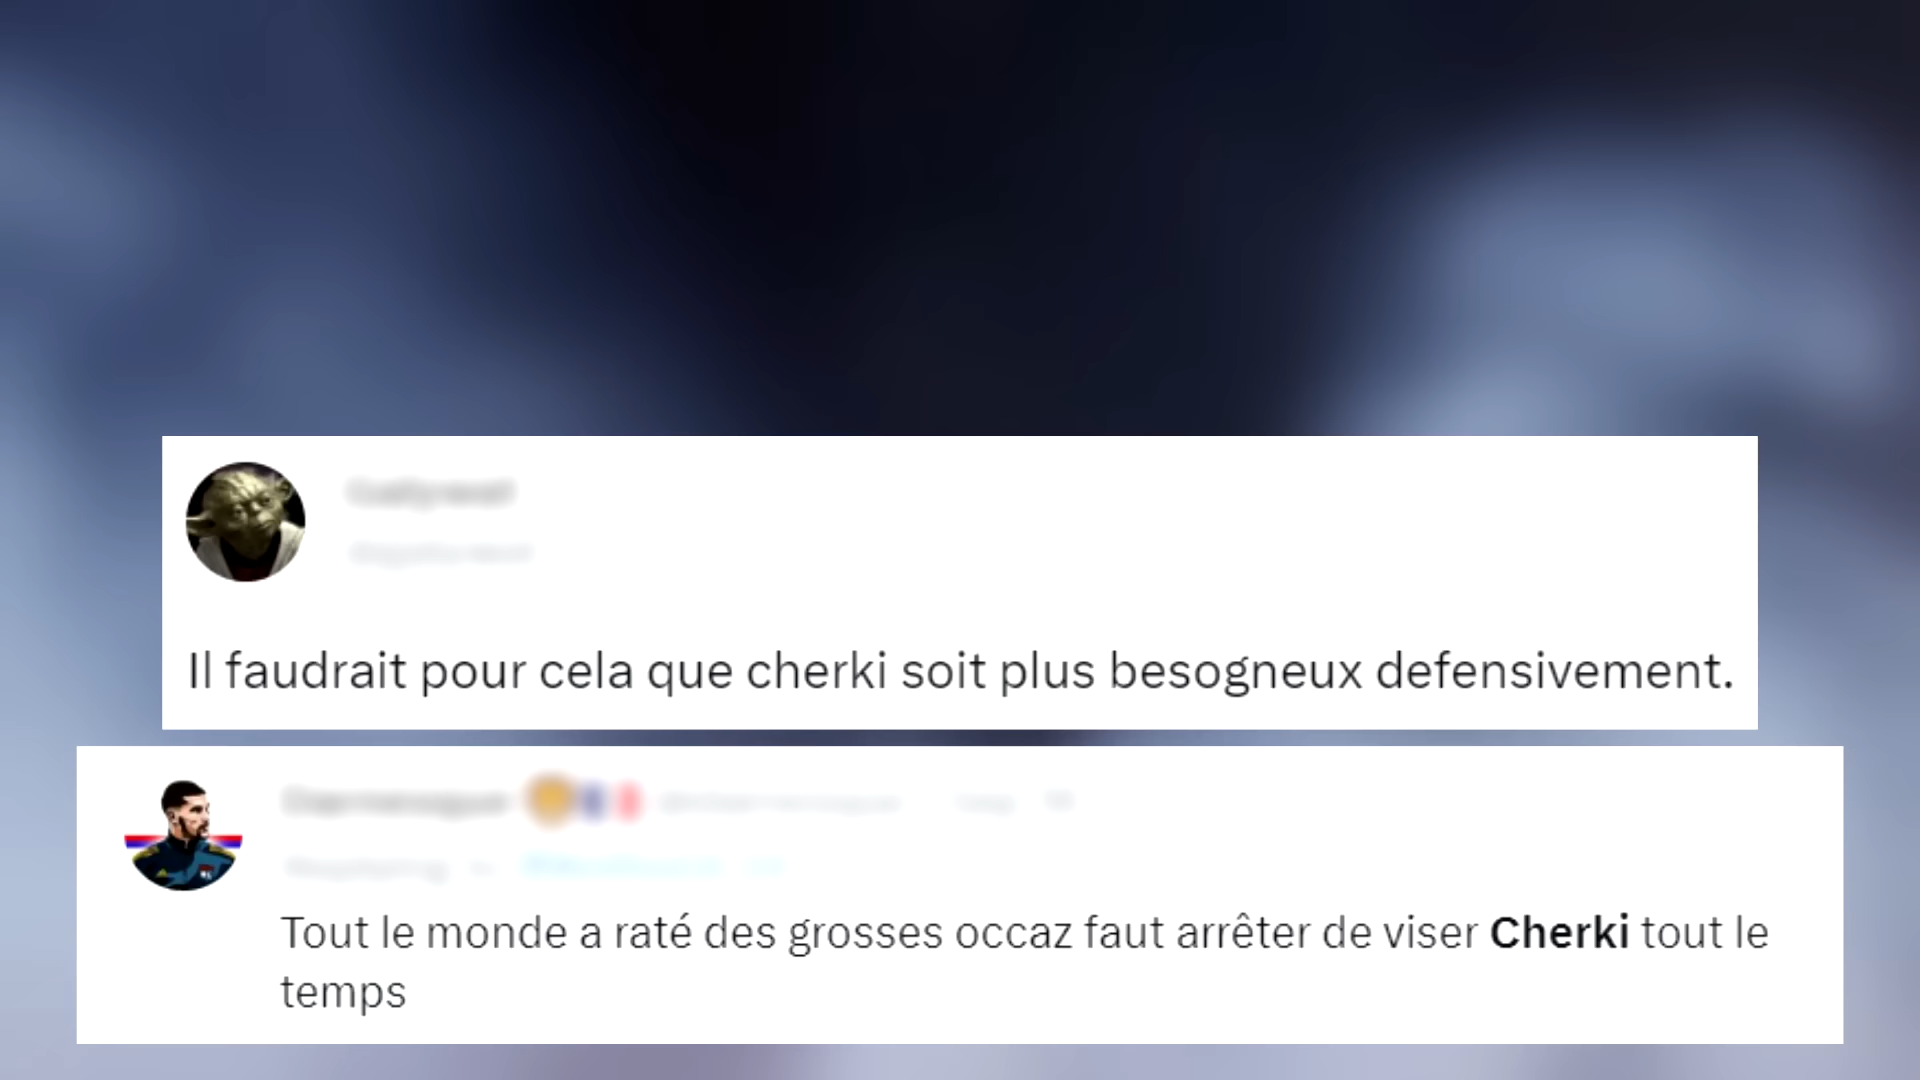 Il faudrait pour cela que cherki soit plus besogneux defensivement.
Tout le monde a raté des grosses occaz faut arrêter de viser Cherki tout le
temps